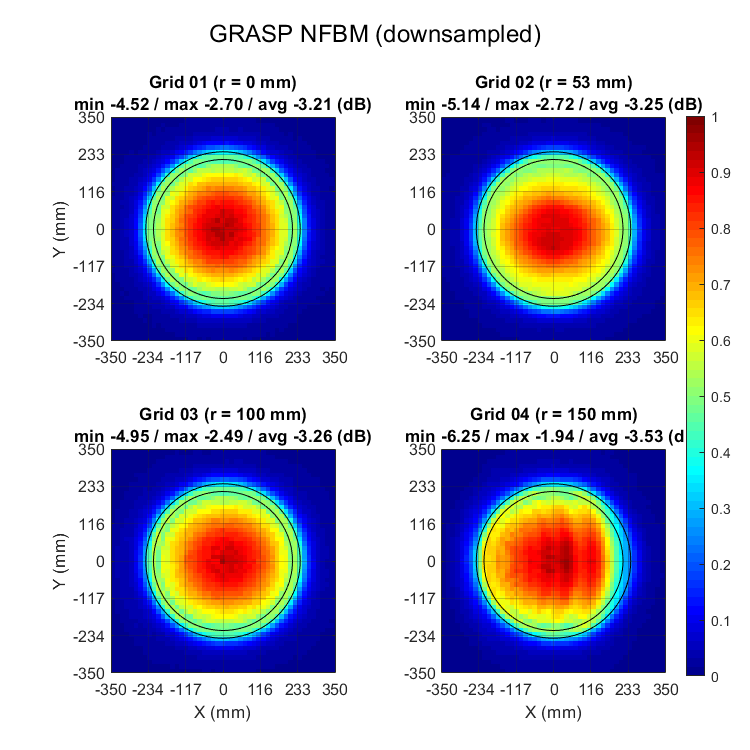 GRASP NFBM (downsampled)
Grid 01 (r = 0 mm)
min -4.52 / max -2.70 / avg -3.21 (dB)
350
233
116
0
-117
-234
-350
Y (mm)
-350 -234 -117 0 116 233 350
Grid 02 (r = 53 mm)
min -5.14 / max -2.72 / avg -3.25 (dB)
350
233
116
0
-117
-234
-350
-350 -234 -117 0 116 233 350
Grid 03 (r = 100 mm)
min -4.95 / max -2.49 / avg -3.26 (dB)
350
233
116
0
-117
-234
-350
Y (mm)
-350 -234 -117 0 116 233 350
X (mm)
Grid 04 (r = 150 mm)
min -6.25 / max -1.94 / avg -3.53 (d
350
233
116
0
-117
-234
-350
-350 -234 -117 0 116 233 350
X (mm)
1
0.9
0.8
0.7
0.6
0.5
0.4
0.3
0.2
0.1
0